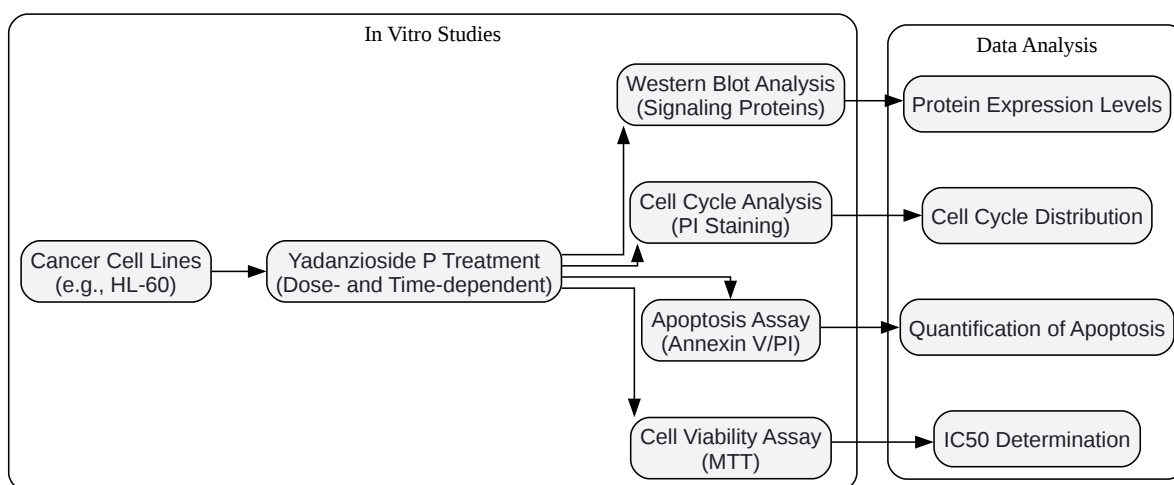 In Vitro Studies
Data Analysis
Western Blot Analysis
(Signaling Proteins)
Protein Expression Levels
Cell Cycle Analysis
(PI Staining)
Cell Cycle Distribution
Cancer Cell Lines
(e.g., HL-60)
Yadanzioside P Treatment
(Dose- and Time-dependent)
Apoptosis Assay
(Annexin V/PI)
Quantification of Apoptosis
Cell Viability Assay
(MTT)
IC50 Determination